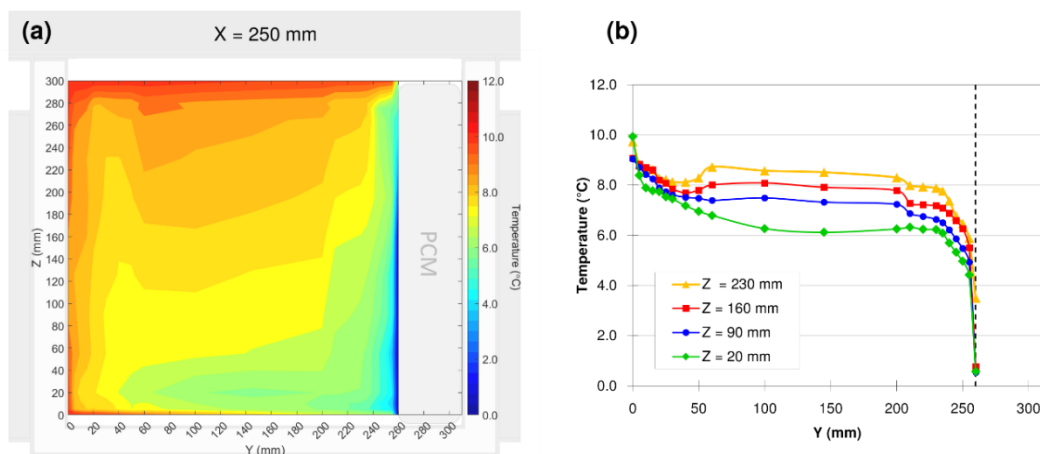 (a)
X = 250 mm
300
280
260
240
220
200
180
160
140
120
100
80
60
40
20
0
Z (mm)
0 20 40 60 80 100 120 140 160 180 200 220 240 260 280 300
Y (mm)
PCM
12.0
10.0
8.0
6.0
4.0
2.0
0.0
Temperature (°C)
(b)
12.0
10.0
8.0
6.0
4.0
2.0
0.0
Temperature (°C)
Z = 230 mm
Z = 160 mm
Z = 90 mm
Z = 20 mm
0 50 100 150 200 250 300
Y (mm)